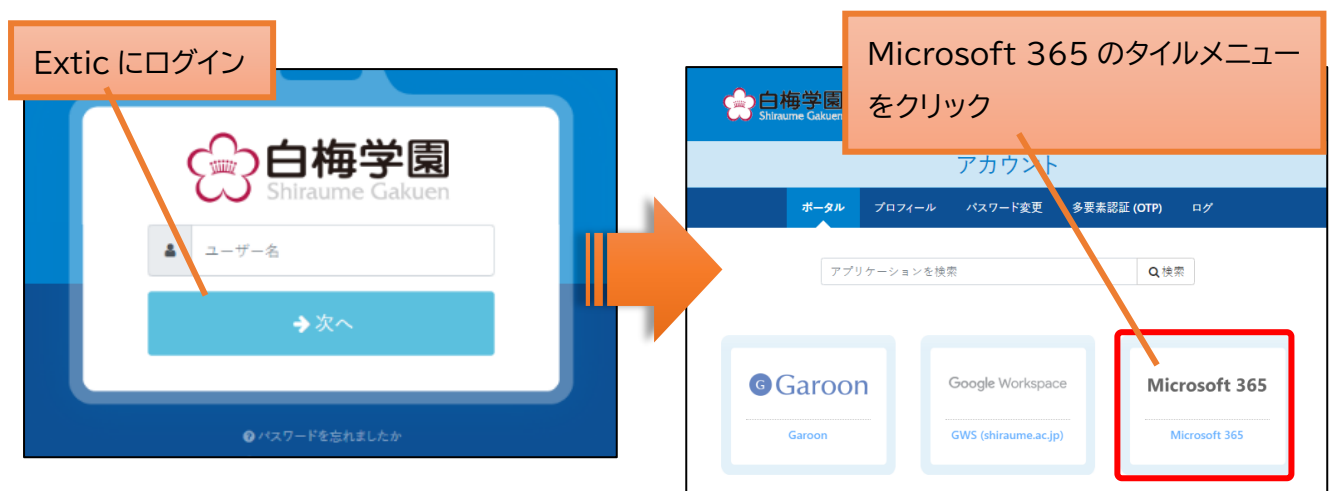 Extic にログイン
白梅学園
Shiraume Gakuen
ユーザー名
次へ
パスワードを忘れましたか
Microsoft 365 のタイルメニュー
をクリック
白梅学園
Shiraume Gakuen
アカウント
ポータル プロフィール パスワード変更 多要素認証 (OTP) ログ
アプリケーションを検索 検索
G Garoon
Garoon
Google Workspace
GWS (shiraume.ac.jp)
Microsoft 365
Microsoft 365